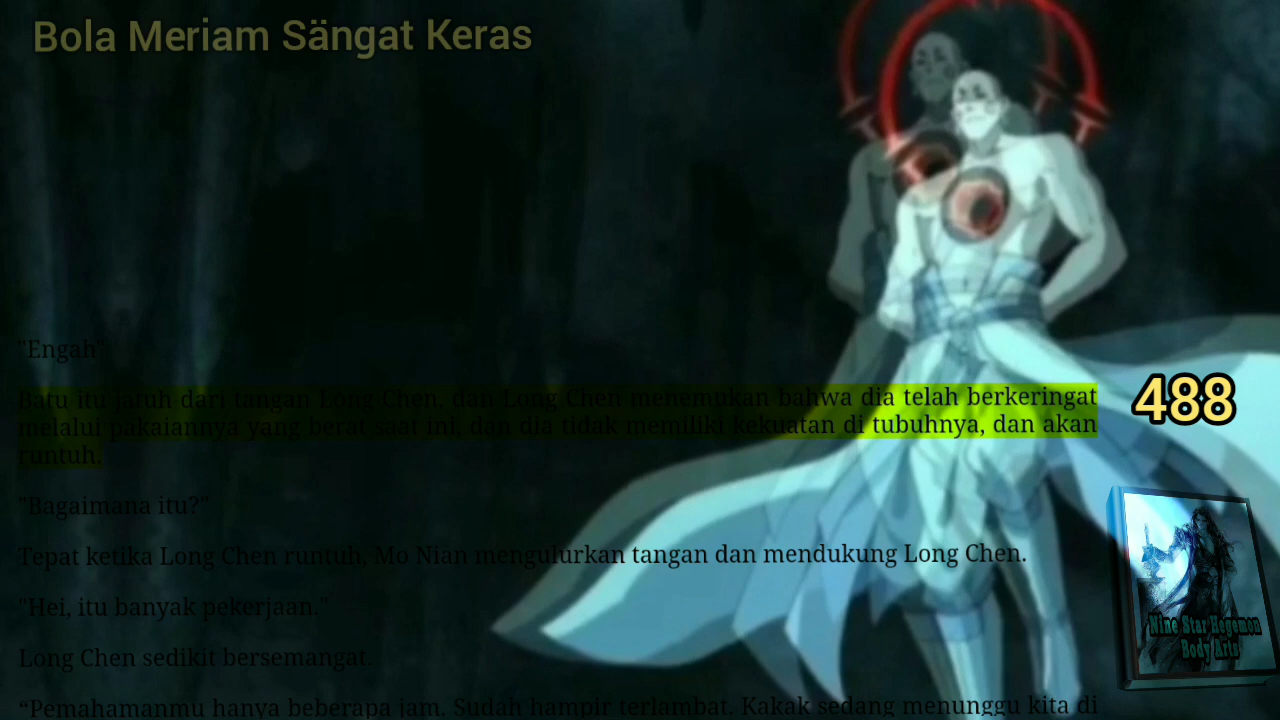 Bola Meriam Sängat Keras
"Engah"
Batu itu jatuh dari tangan Long Chen, dan Long Chen menemukan bahwa dia telah berkeringat
melalui pakaiannya yang berat saat ini, dan dia tidak memiliki kekuatan di tubuhnya, dan akan
runtuh.
488
"Bagaimana itu?"
Tepat ketika Long Chen runtuh, Mo Nian mengulurkan tangan dan mendukung Long Chen.
"Hei, itu banyak pekerjaan."
Long Chen sedikit bersemangat.
Nine Star Hegemon
Body Arts
“Pemahamanmu hanya beberapa jam. Sudah hampir terlambat. Kakak sedang menunggu kita di